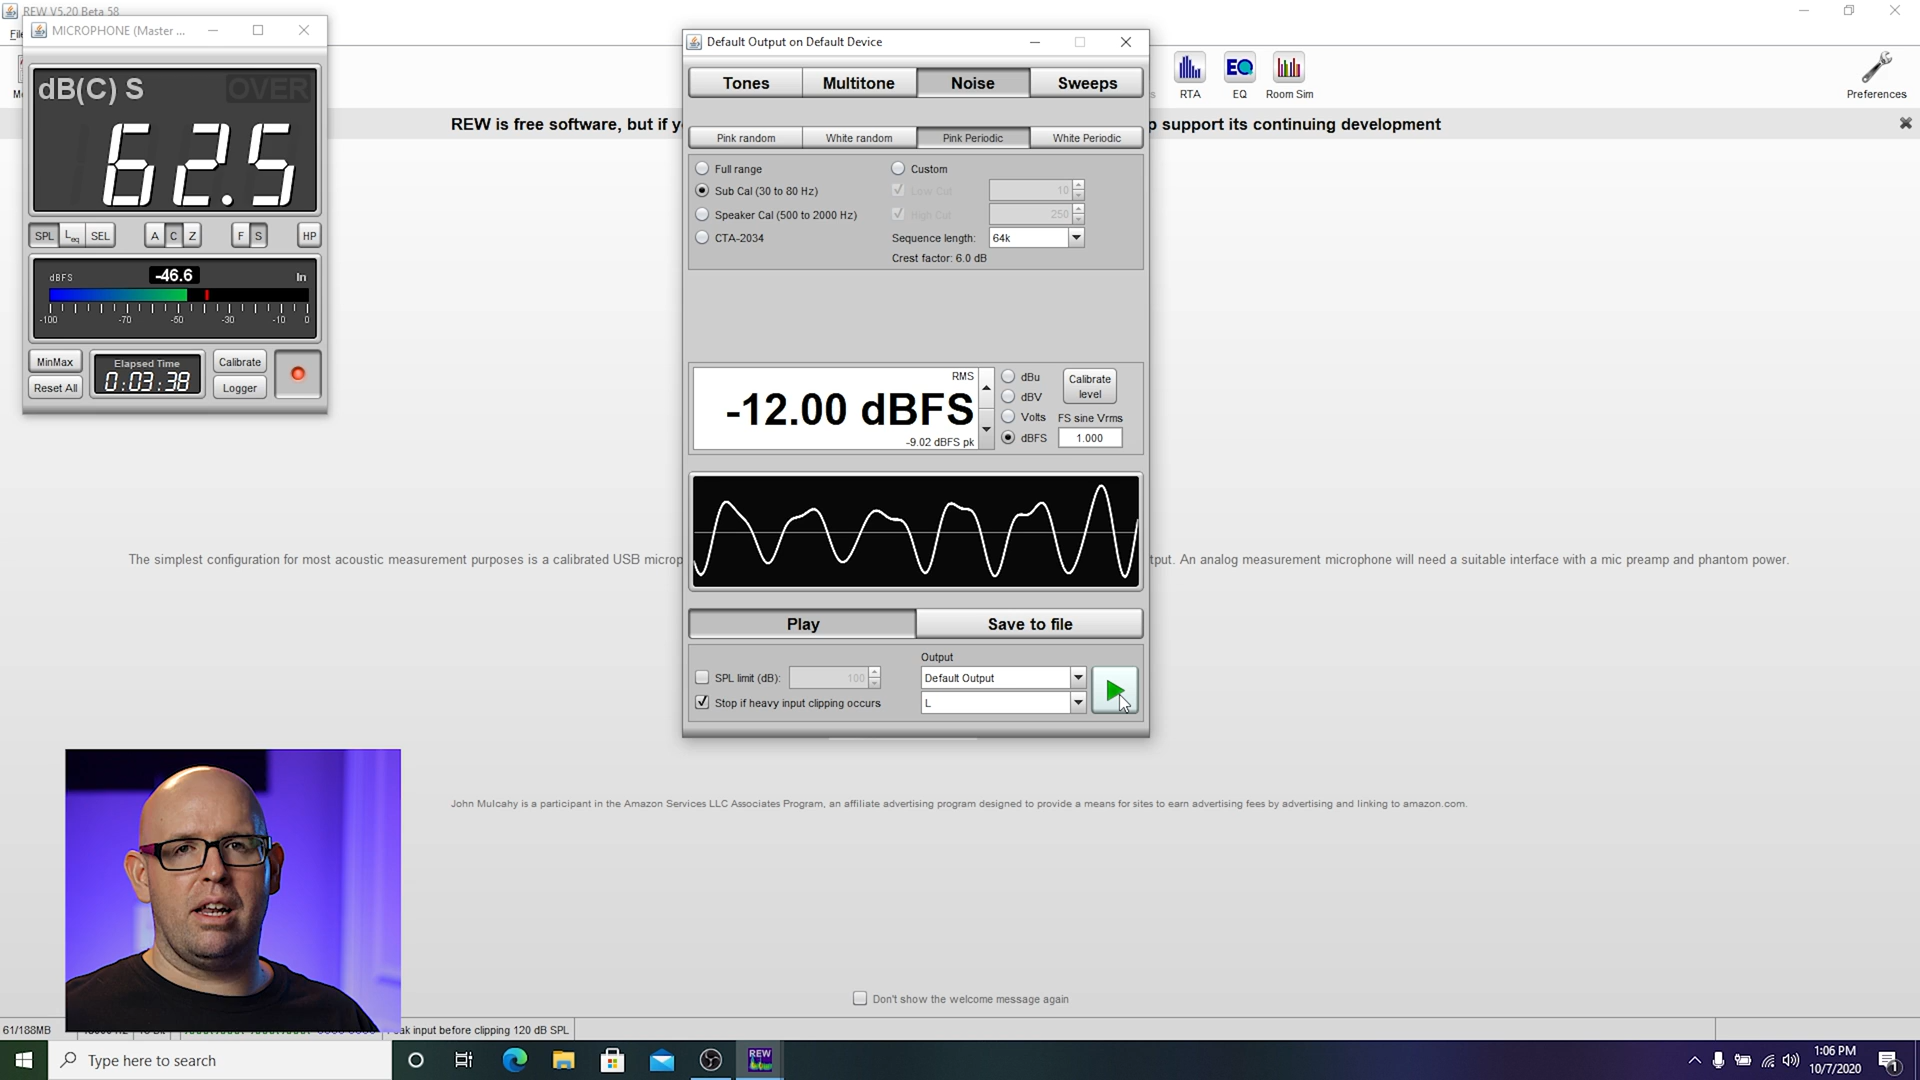 REW V5.20 Beta 58
MICROPHONE (Master ...
dB(C) S
OVER
62.5
SPL
Leq
SEL
A
C
Z
F
S
HP
dBFS
-46.6
In
-100
-70
-50
-30
-10
0
MinMax
Elapsed Time
0:03:38
Calibrate
Reset All
Logger
Default Output on Default Device
Tones
Multitone
Noise
Sweeps
Pink random
White random
Pink Periodic
White Periodic
Full range
Custom
Sub Cal (30 to 80 Hz)
Low Cut
10
Speaker Cal (500 to 2000 Hz)
High Cut
250
CTA-2034
Sequence length:
64k
Crest factor: 6.0 dB
RMS
-12.00 dBFS
-9.02 dBFS pk
dBu
dBV
Volts
dBFS
Calibrate
level
FS sine Vrms
1.000
Play
Save to file
Output
SPL limit (dB):
100
Default Output
Stop if heavy input clipping occurs
L
RTA
EQ
EQ
Room Sim
Preferences
REW is free software, but if y
p support its continuing development
The simplest configuration for most acoustic measurement purposes is a calibrated USB microp
tput. An analog measurement microphone will need a suitable interface with a mic preamp and phantom power.
John Mulcahy is a participant in the Amazon Services LLC Associates Program, an affiliate advertising program designed to provide a means for sites to earn advertising fees by advertising and linking to amazon.com.
Don't show the welcome message again
61/188MB
ak input before clipping 120 dB SPL
Type here to search
REW
1:06 PM
10/7/2020
1